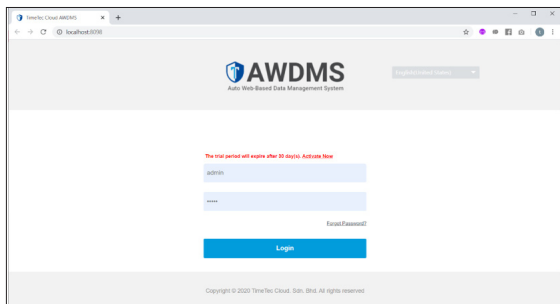 TimeTec Cloud AWDMS
localhost:8088
AWDMS
Auto Web-Based Data Management System
English(United States)
The trial period will expire after 30 day(s). Activate Now
admin
•••••
Forgot Password?
Login
Copyright © 2020 TimeTec Cloud. Sdn. Bhd. All rights reserved